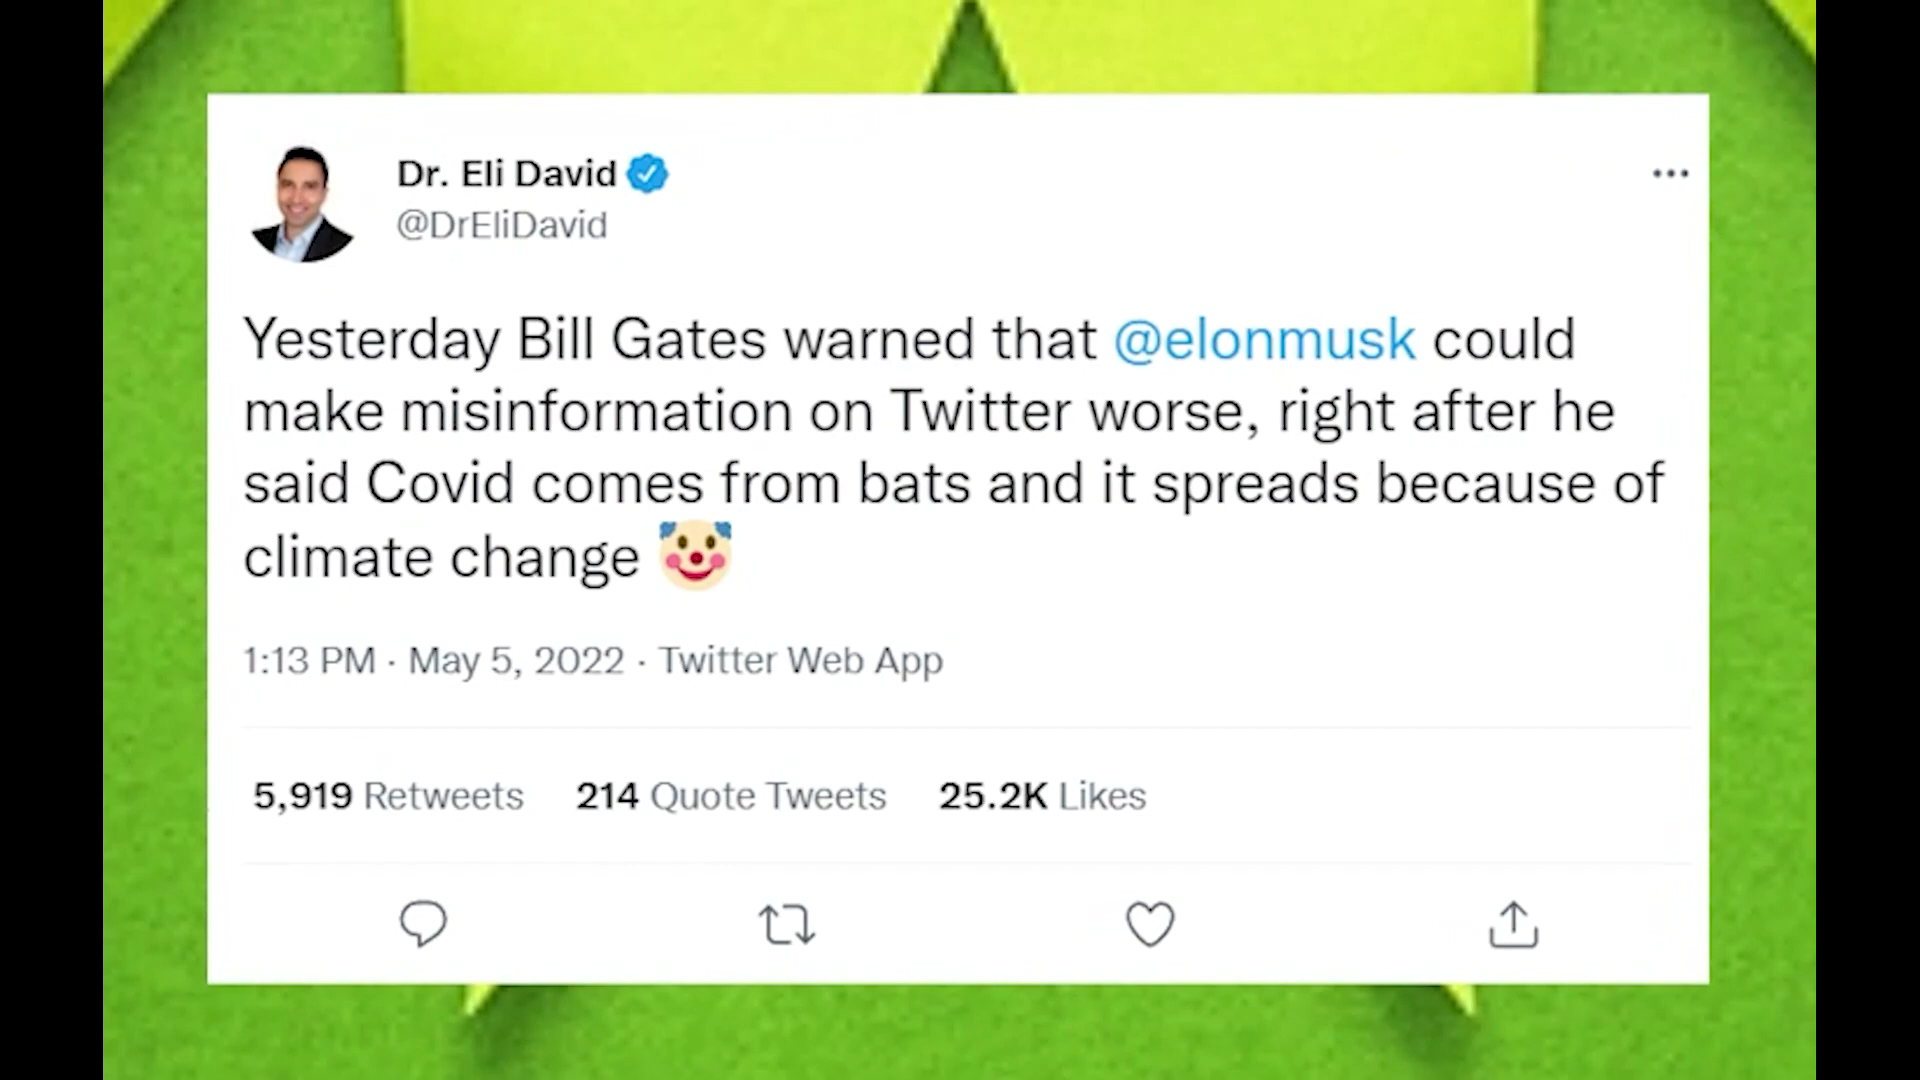 Dr. Eli David
@DrEliDavid
Yesterday Bill Gates warned that @elonmusk could
make misinformation on Twitter worse, right after he
said Covid comes from bats and it spreads because of
climate change 🤡
1:13 PM · May 5, 2022 · Twitter Web App
5,919 Retweets 214 Quote Tweets 25.2K Likes